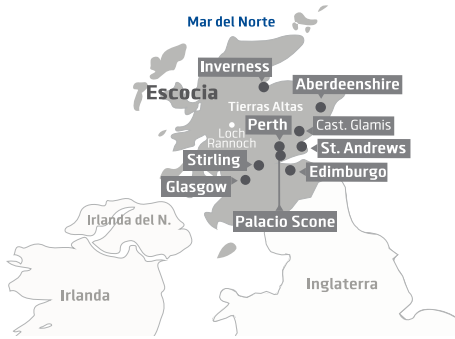 Mar del Norte
Inverness
Escocia
Aberdeenshire
Tierras Altas
Perth
Cast. Glamis
Loch
Rannoch
St. Andrews
Stirling
Edimburgo
Glasgow
Palacio Scone
Irlanda del N.
Inglaterra
Irlanda